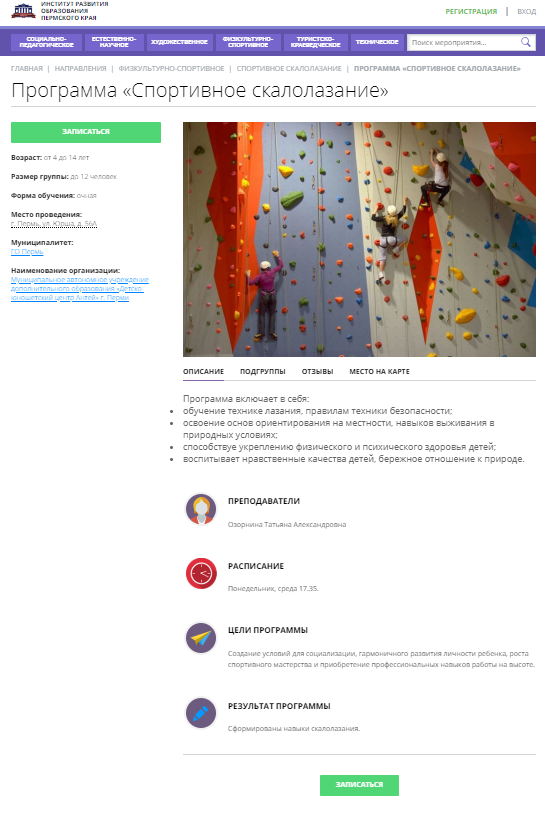 ИНСТИТУТ РАЗВИТИЯ
ОБРАЗОВАНИЯ
ПЕРМСКОГО КРАЯ
РЕГИСТРАЦИЯ | ВХОД
СОЦИАЛЬНО-
ПЕДАГОГИЧЕСКОЕ
ЕСТЕСТВЕННО-
НАУЧНОЕ
ХУДОЖЕСТВЕННОЕ
ФИЗКУЛЬТУРНО-
СПОРТИВНОЕ
ТУРИСТСКО-
КРАЕВЕДЧЕСКОЕ
ТЕХНИЧЕСКОЕ
Поиск мероприятия...
ГЛАВНАЯ | НАПРАВЛЕНИЯ | ФИЗКУЛЬТУРНО-СПОРТИВНОЕ | СПОРТИВНОЕ СКАЛОЛАЗАНИЕ | ПРОГРАММА «СПОРТИВНОЕ СКАЛОЛАЗАНИЕ»
Программа «Спортивное скалолазание»
ЗАПИСАТЬСЯ
Возраст: от 4 до 14 лет
Размер группы: до 12 человек
Форма обучения: очная
Место проведения:
г. Пермь, ул. Юрша, д. 56А
Муниципалитет:
ГО Пермь
Наименование организации:
Муниципальное автономное учреждение
дополнительного образования «Детско-
юношеский центр Антей» г. Перми
ОПИСАНИЕ ПОДГРУППЫ ОТЗЫВЫ МЕСТО НА КАРТЕ
Программа включает в себя:
• обучение технике лазания, правилам техники безопасности;
• освоение основ ориентирования на местности, навыков выживания в
природных условиях;
• способствует укреплению физического и психического здоровья детей;
• воспитывает нравственные качества детей, бережное отношение к природе.
ПРЕПОДАВАТЕЛИ
Озорнина Татьяна Александровна
РАСПИСАНИЕ
Понедельник, среда 17.35.
ЦЕЛИ ПРОГРАММЫ
Создание условий для социализации, гармоничного развития личности ребенка, роста
спортивного мастерства и приобретение профессиональных навыков работы на высоте.
РЕЗУЛЬТАТ ПРОГРАММЫ
Сформированы навыки скалолазания.
ЗАПИСАТЬСЯ